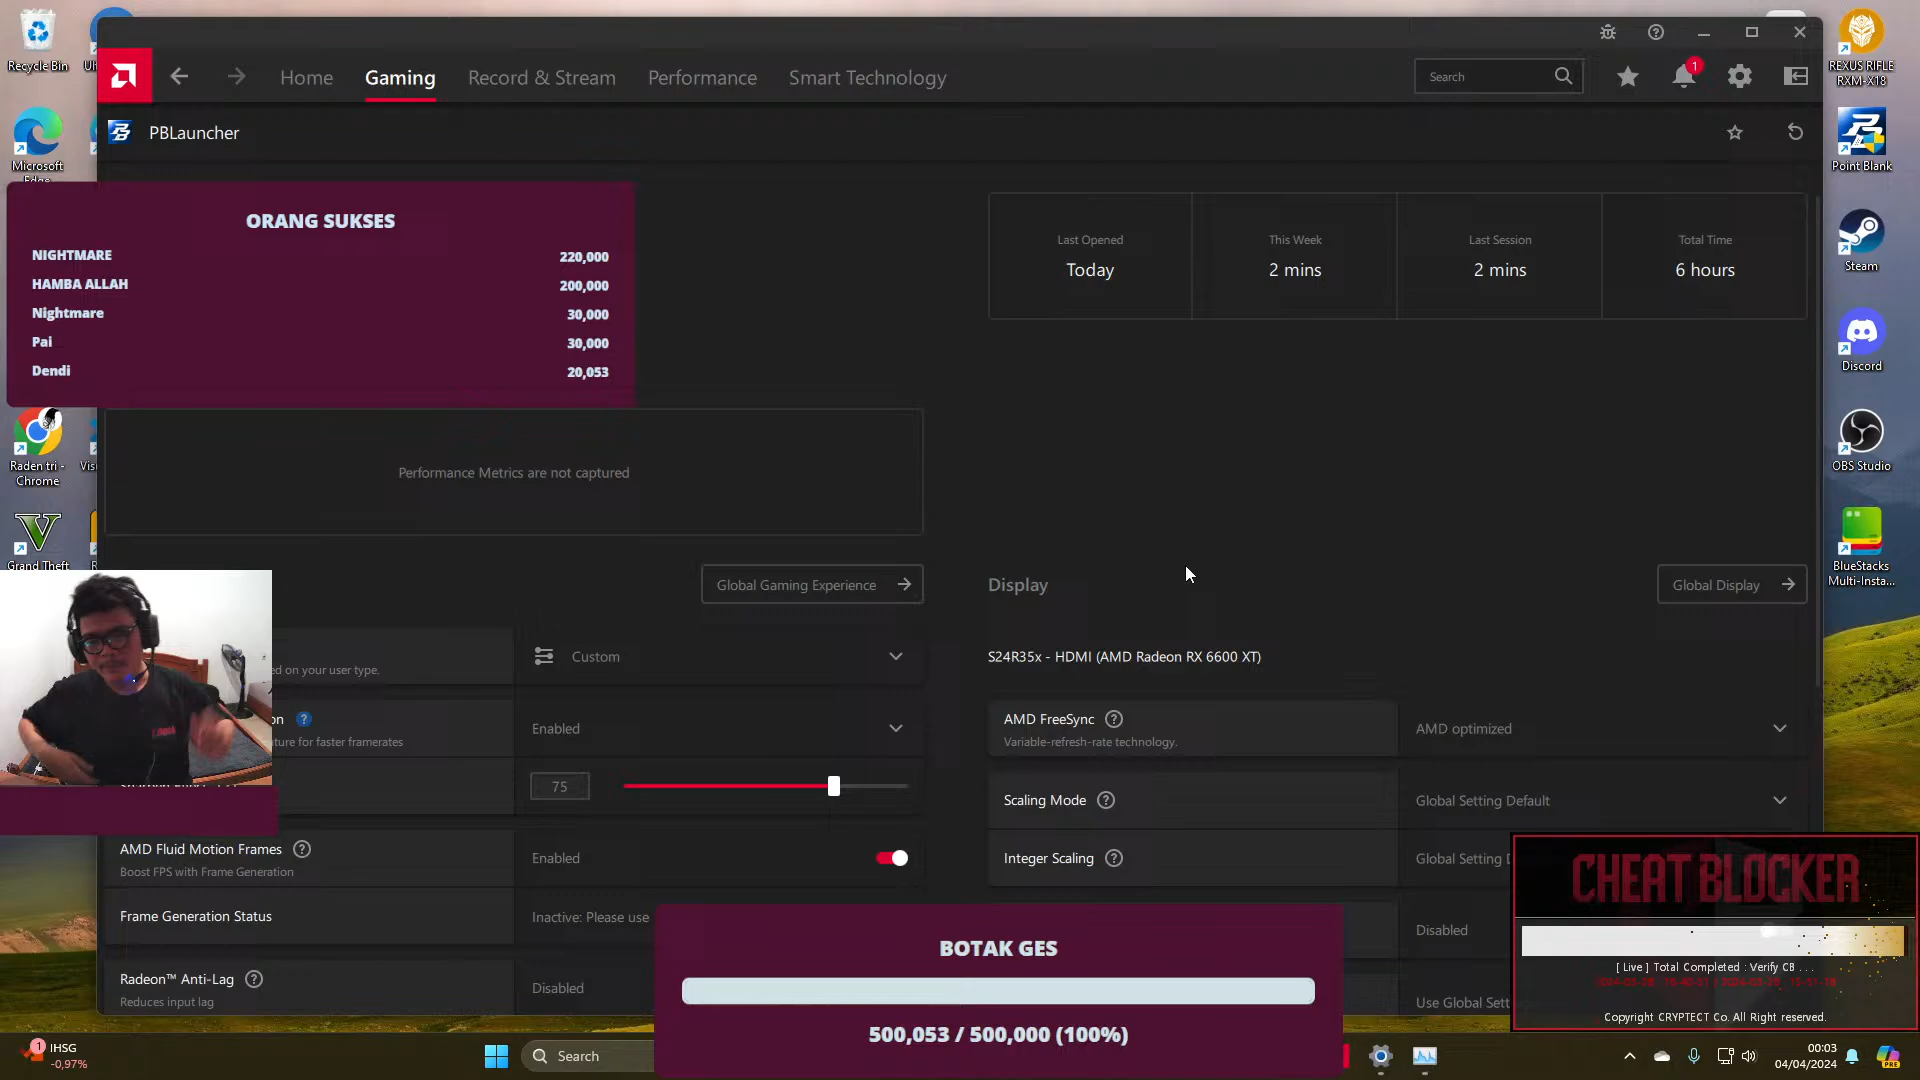 Recycle Bin
Home
Gaming
Record & Stream
Performance
Smart Technology
Search
1
REXUS RIFLE
RXM-X18
PBLauncher
Microsoft
Edge
Point Blank
ORANG SUKSES
NIGHTMARE 220,000
HAMBA ALLAH 200,000
Nightmare 30,000
Pai 30,000
Dendi 20,053
Last Opened
Today
This Week
2 mins
Last Session
2 mins
Total Time
6 hours
Steam
Discord
Raden tri -
Chrome
Performance Metrics are not captured
OBS Studio
Grand Theft
BlueStacks
Multi-Insta...
Global Gaming Experience
Display
Global Display
ed on your user type.
Custom
S24R35x - HDMI (AMD Radeon RX 6600 XT)
on
ature for faster framerates
Enabled
AMD FreeSync
Variable-refresh-rate technology.
AMD optimized
75
Scaling Mode
Global Setting Default
AMD Fluid Motion Frames
Boost FPS with Frame Generation
Enabled
Integer Scaling
Global Setting D
Frame Generation Status
Inactive: Please use
Disabled
Radeon™ Anti-Lag
Reduces input lag
Disabled
Use Global Sett
BOTAK GES
500,053 / 500,000 (100%)
CHEAT BLOCKER
[ Live ] Total Completed : Verify CB . . .
Copyright CRYPTECT Co. All Right reserved.
1
IHSG
-0,97%
Search
00:03
04/04/2024
PRE